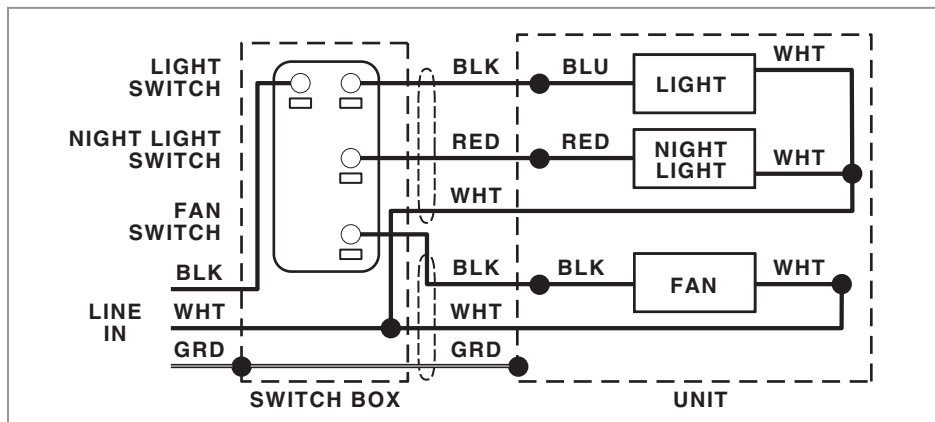 LIGHT
SWITCH
BLK
BLU
LIGHT
WHT
NIGHT LIGHT
SWITCH
RED
RED
NIGHT
LIGHT
WHT
WHT
FAN
SWITCH
BLK
BLK
BLK
FAN
WHT
LINE
IN
WHT
WHT
GRD
GRD
SWITCH BOX
UNIT